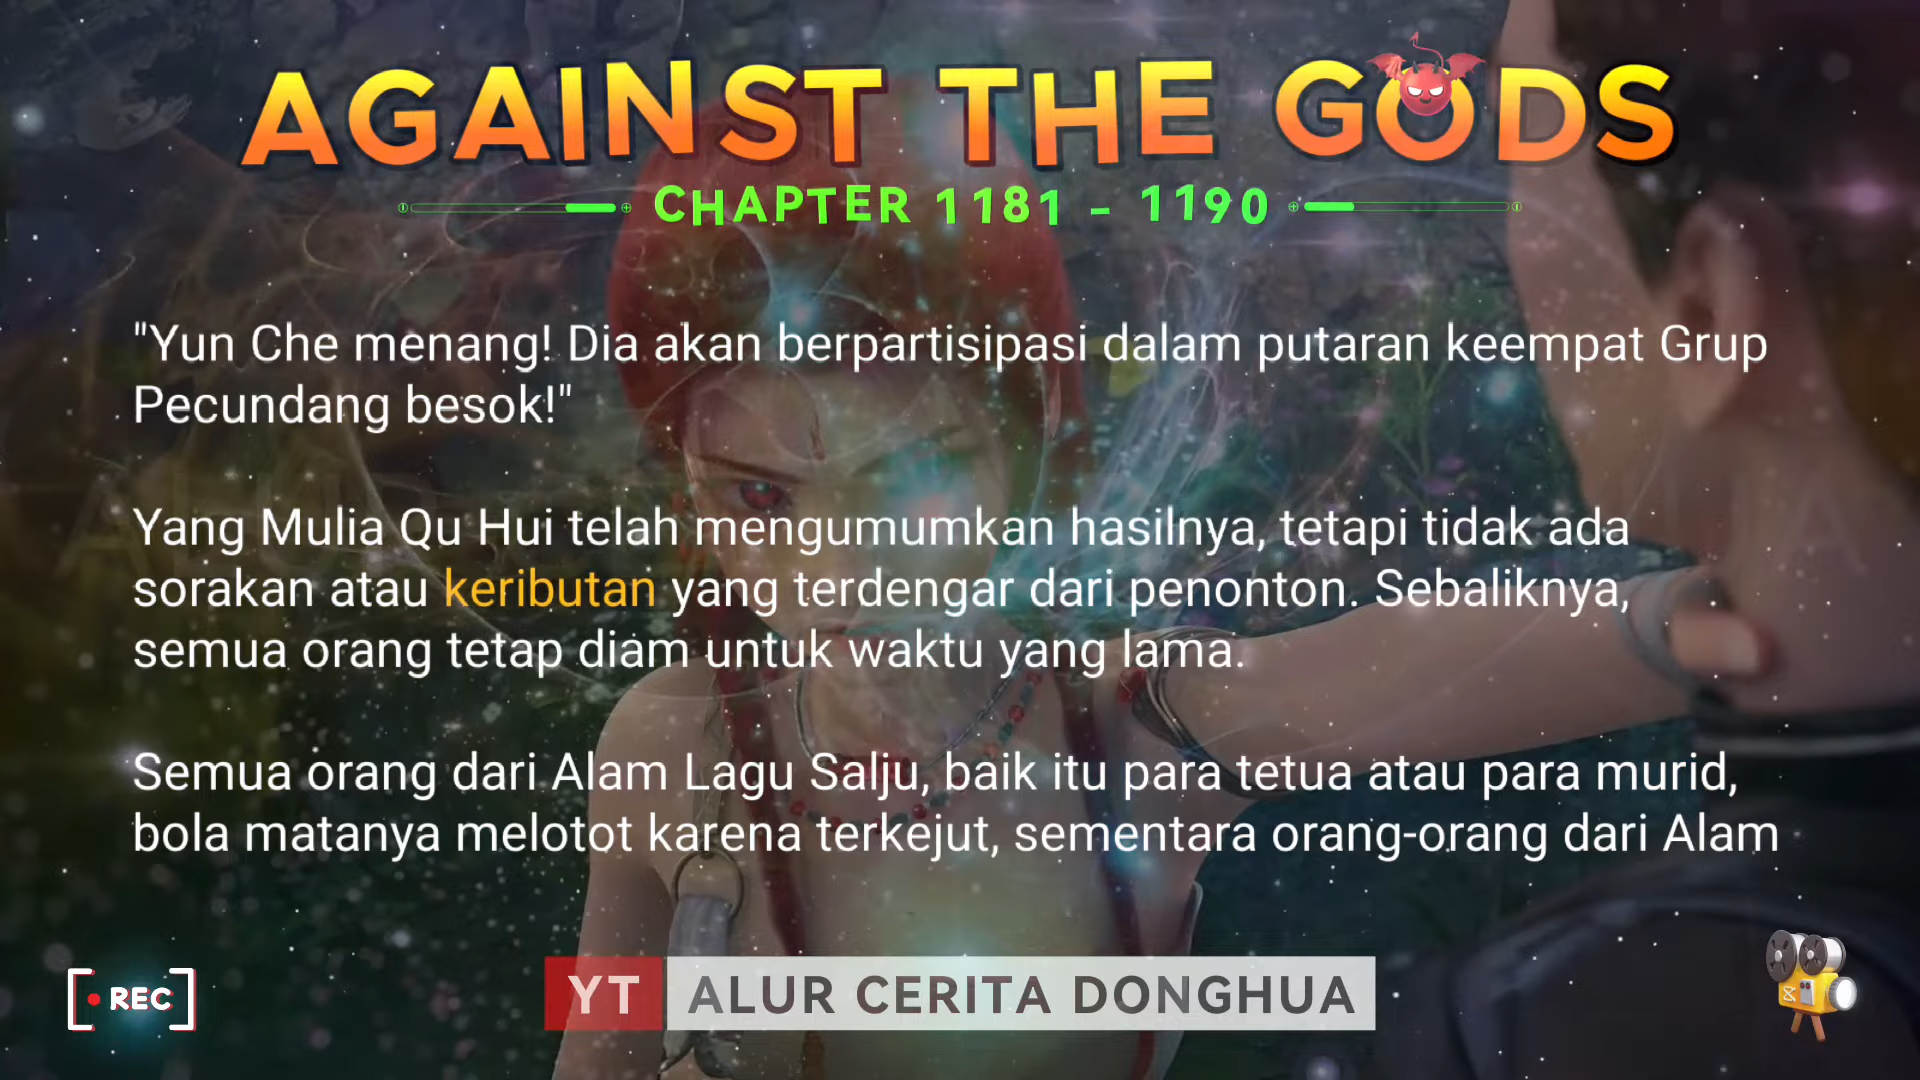 AGAINST THE GODS
CHAPTER 1181 - 1190
"Yun Che menang! Dia akan berpartisipasi dalam putaran keempat Grup
Pecundang besok!"
Yang Mulia Qu Hui telah mengumumkan hasilnya, tetapi tidak ada
sorakan atau keributan yang terdengar dari penonton. Sebaliknya,
semua orang tetap diam untuk waktu yang lama.
Semua orang dari Alam Lagu Salju, baik itu para tetua atau para murid,
bola matanya melotot karena terkejut, sementara orang-orang dari Alam
REC
YT ALUR CERITA DONGHUA